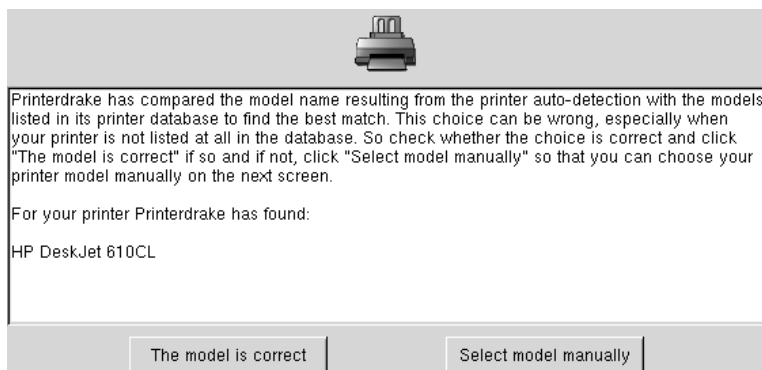 Printerdrake has compared the model name resulting from the printer auto-detection with the models
listed in its printer database to find the best match. This choice can be wrong, especially when
your printer is not listed at all in the database. So check whether the choice is correct and click
"The model is correct" if so and if not, click "Select model manually" so that you can choose your
printer model manually on the next screen.
For your printer Printerdrake has found:
HP DeskJet 610CL
The model is correct
Select model manually